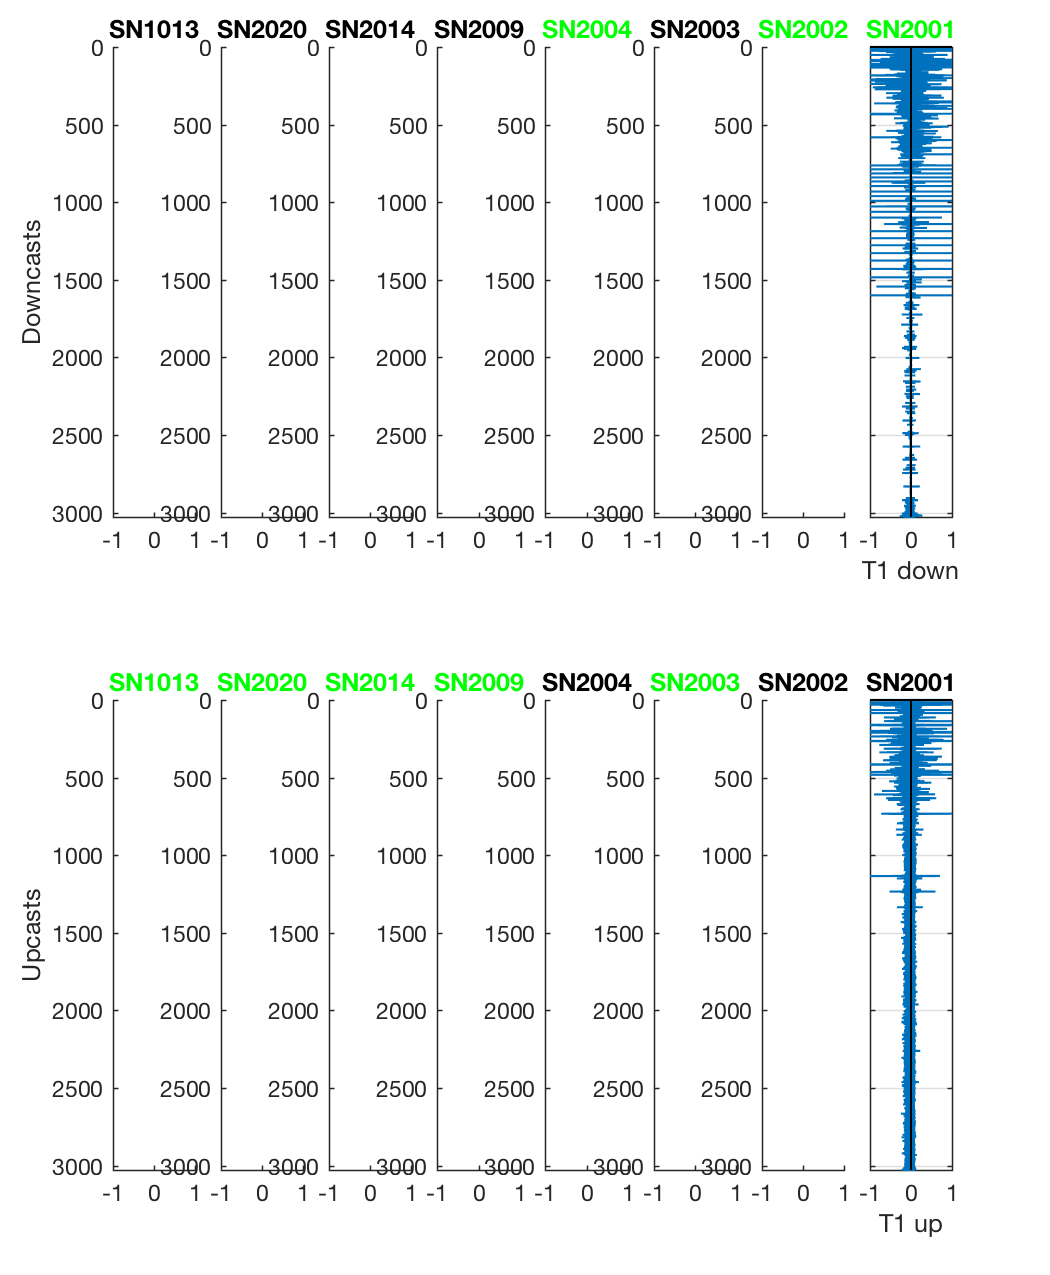 SN1013 SN2020 SN2014 SN2009 SN2004 SN2003 SN2002 SN2001
0 0 0 0 0 0 0 0
500 500 500 500 500 500 500
1000 1000 1000 1000 1000 1000 1000
1500 1500 1500 1500 1500 1500 1500
2000 2000 2000 2000 2000 2000 2000
2500 2500 2500 2500 2500 2500 2500
3000 3000 3000 3000 3000 3000 3000
-1 0 1 -1 0 1 -1 0 1 -1 0 1 -1 0 1 -1 0 1 -1 0 1 -1 0 1
Downcasts
T1 down
SN1013 SN2020 SN2014 SN2009 SN2004 SN2003 SN2002 SN2001
0 0 0 0 0 0 0
500 500 500 500 500 500 500
1000 1000 1000 1000 1000 1000 1000
1500 1500 1500 1500 1500 1500 1500
2000 2000 2000 2000 2000 2000 2000
2500 2500 2500 2500 2500 2500 2500
3000 3000 3000 3000 3000 3000 3000
-1 0 1 -1 0 1 -1 0 1 -1 0 1 -1 0 1 -1 0 1 -1 0 1 -1 0 1
Upcasts
T1 up